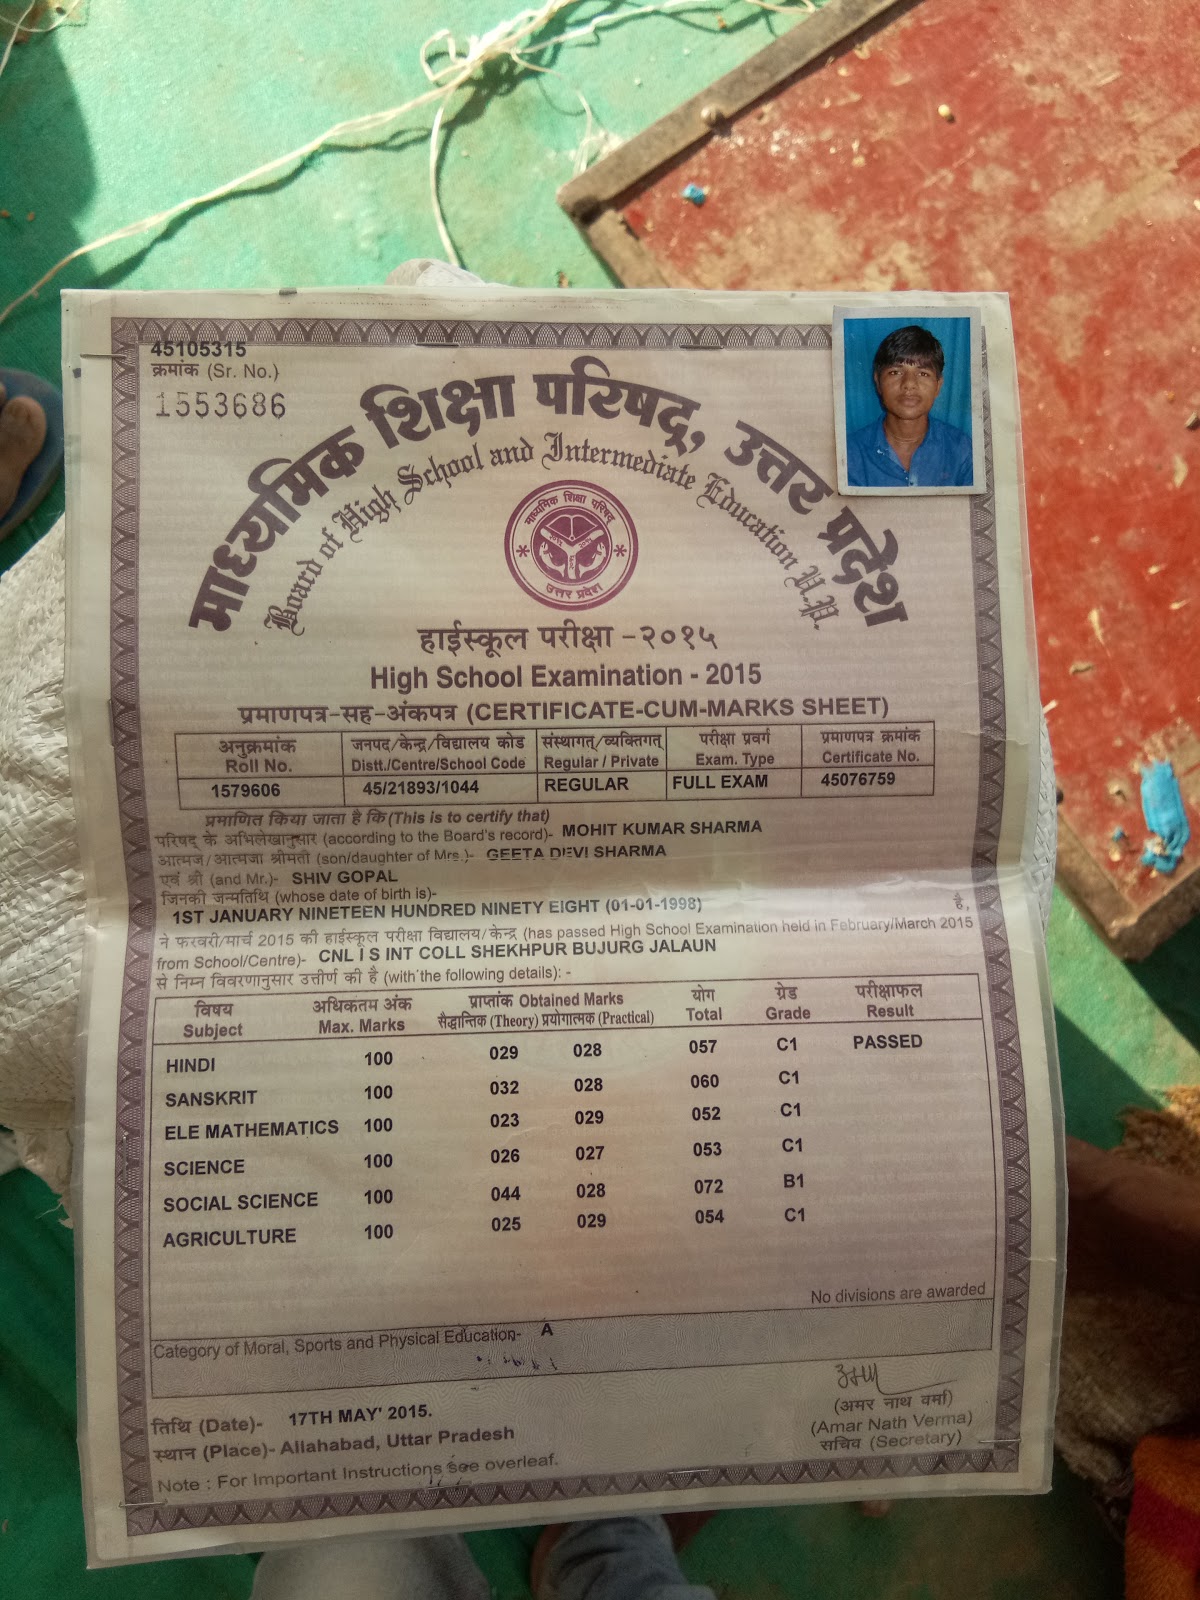 45105315
क्रमांक (Sr. No.)
1553686
माध्यमिक शिक्षा परिषद्, उत्तर प्रदेश
Board of High School and Intermediate Education U.P.
माध्यमिक शिक्षा परिषद्
उत्तर प्रदेश
हाईस्कूल परीक्षा -२०१५
High School Examination - 2015
प्रमाणपत्र-सह-अंकपत्र (CERTIFICATE-CUM-MARKS SHEET)
अनुक्रमांक जनपद/केन्द्र/विद्यालय कोड संस्थागत्/व्यक्तिगत् परीक्षा प्रवर्ग प्रमाणपत्र क्रमांक
Roll No. Distt./Centre/School Code Regular / Private Exam. Type Certificate No.
1579606 45/21893/1044 REGULAR FULL EXAM 45076759
प्रमाणित किया जाता है कि (This is to certify that)
परिषद् के अभिलेखानुसार (according to the Board's record)- MOHIT KUMAR SHARMA
आत्मज/आत्मजा श्रीमती (son/daughter of Mrs.)- GEETA DEVI SHARMA
एवं श्री (and Mr.)- SHIV GOPAL
जिनकी जन्मतिथि (whose date of birth is)-
1ST JANUARY NINETEEN HUNDRED NINETY EIGHT (01-01-1998) है,
ने फरवरी/मार्च 2015 की हाईस्कूल परीक्षा विद्यालय/केन्द्र (has passed High School Examination held in February/March 2015
from School/Centre)- CNL I S INT COLL SHEKHPUR BUJURG JALAUN
से निम्न विवरणानुसार उत्तीर्ण की है (with the following details): -
विषय अधिकतम अंक प्राप्तांक Obtained Marks योग ग्रेड परीक्षाफल
Subject Max. Marks सैद्धान्तिक (Theory) प्रयोगात्मक (Practical) Total Grade Result
HINDI 100 029 028 057 C1 PASSED
SANSKRIT 100 032 028 060 C1
ELE MATHEMATICS 100 023 029 052 C1
SCIENCE 100 026 027 053 C1
SOCIAL SCIENCE 100 044 028 072 B1
AGRICULTURE 100 025 029 054 C1
No divisions are awarded
Category of Moral, Sports and Physical Education- A
तिथि (Date)- 17TH MAY' 2015.
स्थान (Place)- Allahabad, Uttar Pradesh
Note : For Important Instructions see overleaf.
(अमर नाथ वर्मा)
(Amar Nath Verma)
सचिव (Secretary)